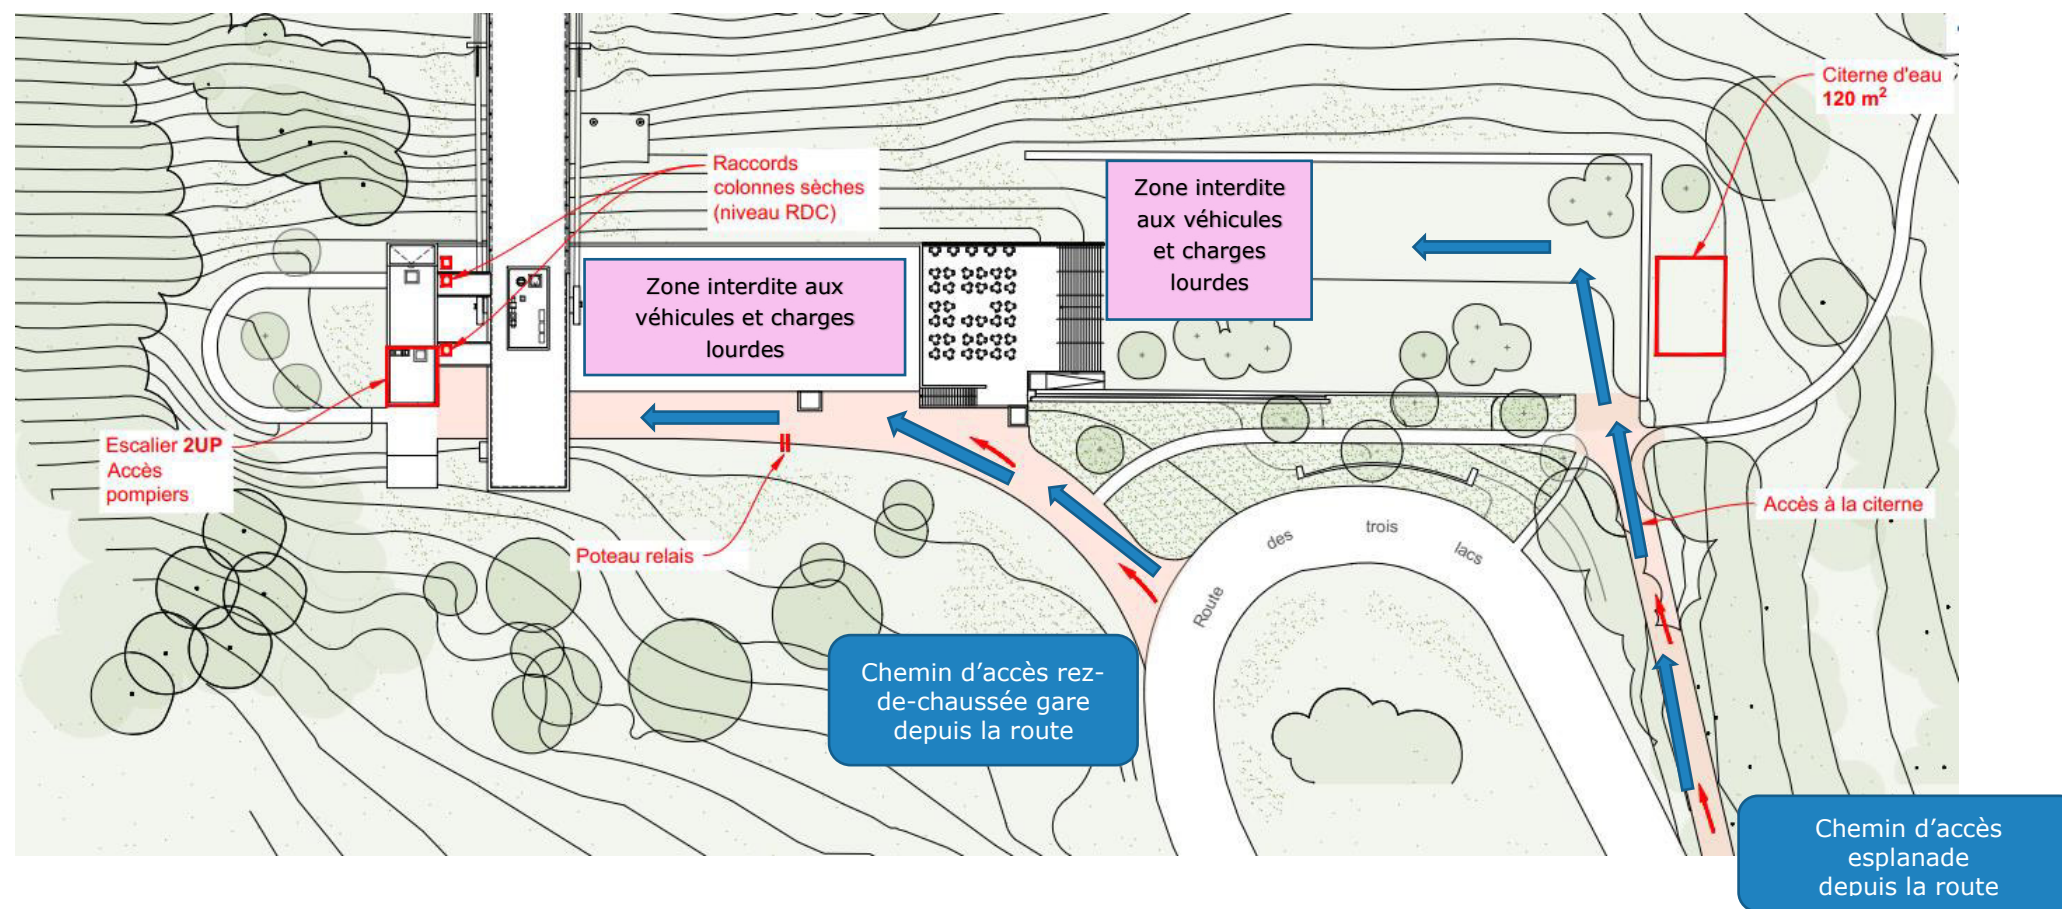 Citerne d'eau
120 m²
Raccords
colonnes sèches
(niveau RDC)
Zone interdite
aux véhicules
et charges
lourdes
Zone interdite aux
véhicules et charges
lourdes
Escalier 2UP
Accès
pompiers
Poteau relais
Accès à la citerne
Route des trois lacs
Chemin d’accès rez-
de-chaussée gare
depuis la route
Chemin d’accès
esplanade
depuis la route